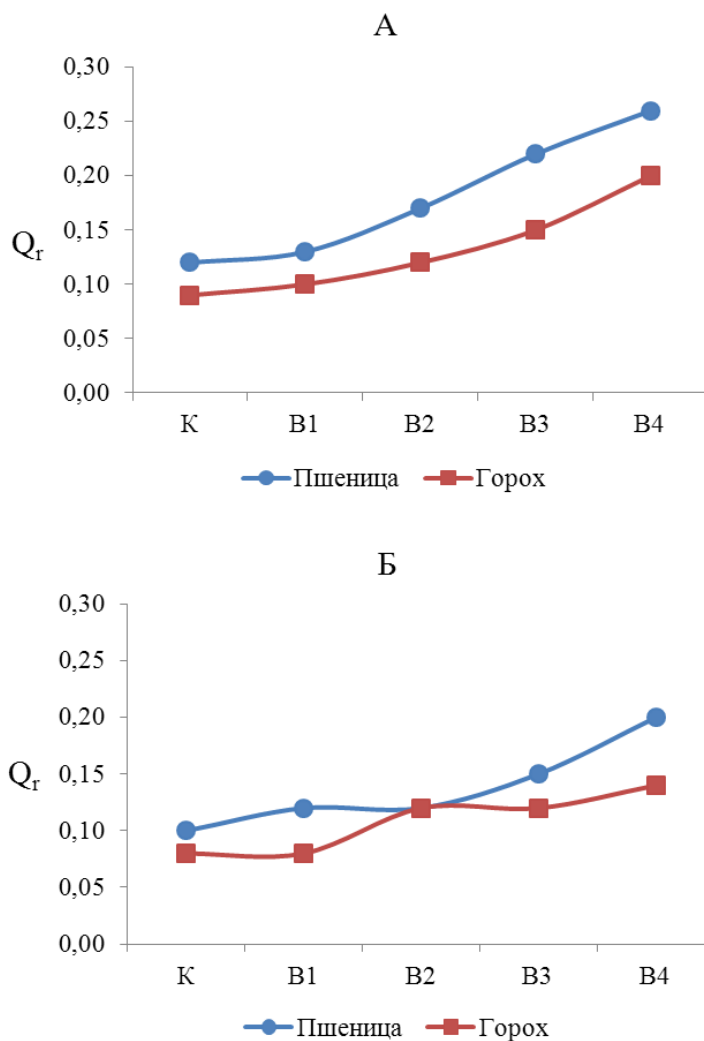 А
0,30
0,25
0,20
Qr
0,15
0,10
0,05
0,00
К В1 В2 В3 В4
Пшеница Горох
Б
0,30
0,25
0,20
Qr
0,15
0,10
0,05
0,00
К В1 В2 В3 В4
Пшеница Горох